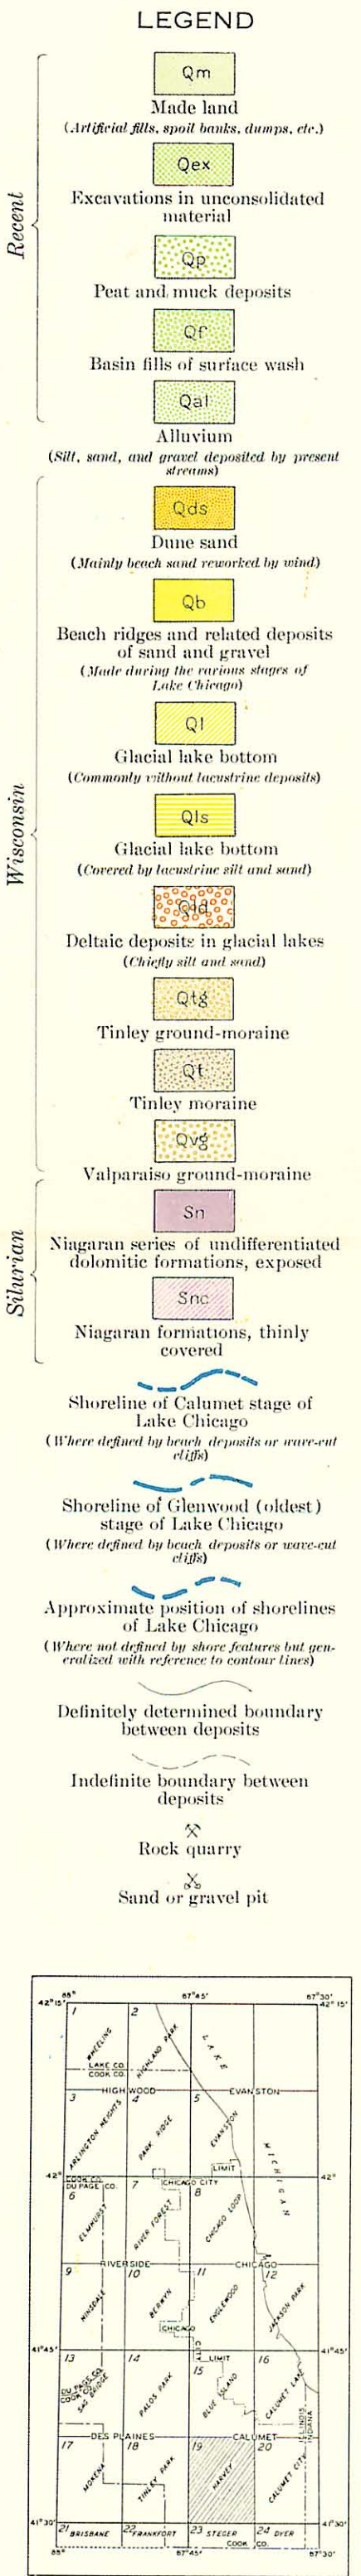 LEGEND
Recent
Qm
Made land
(Artificial fills, spoil banks, dumps, etc.)
Qex
Excavations in unconsolidated
material
Qp
Peat and muck deposits
Qf
Basin fills of surface wash
Qal
Alluvium
(Silt, sand, and gravel deposited by present
streams)
Wisconsin
Qds
Dune sand
(Mainly beach sand reworked by wind)
Qb
Beach ridges and related deposits
of sand and gravel
(Made during the various stages of
Lake Chicago)
Ql
Glacial lake bottom
(Commonly without lacustrine deposits)
Qls
Glacial lake bottom
(Covered by lacustrine silt and sand)
Qld
Deltaic deposits in glacial lakes
(Chiefly silt and sand)
Qtg
Tinley ground-moraine
Qt
Tinley moraine
Qvg
Valparaiso ground-moraine
Silurian
Sn
Niagaran series of undifferentiated
dolomitic formations, exposed
Snc
Niagaran formations, thinly
covered
Shoreline of Calumet stage of
Lake Chicago
(Where defined by beach deposits or wave-cut
cliffs)
Shoreline of Glenwood (oldest)
stage of Lake Chicago
(Where defined by beach deposits or wave-cut
cliffs)
Approximate position of shorelines
of Lake Chicago
(Where not defined by shore features but gen-
eralized with reference to contour lines)
Definitely determined boundary
between deposits
Indefinite boundary between
deposits
Rock quarry
Sand or gravel pit
88° 87°45' 87°30'
42°15' 42°15'
1 2
WHEELING HIGHLAND PARK LAKE
LAKE CO.
COOK CO.
HIGHWOOD EVANSTON
3 4 5
ARLINGTON HEIGHTS PARK RIDGE EVANSTON MICHIGAN
LIMIT
42° 42°
COOK CO.
DU PAGE CO. CHICAGO CITY
6 7 8
ELMHURST RIVER FOREST CHICAGO LOOP
RIVERSIDE CHICAGO
9 10 11 12
HINSDALE BERWYN ENGLEWOOD JACKSON PARK
CHICAGO
CITY
41°45' LIMIT 41°45'
13 14 15 16
DU PAGE CO.
COOK CO.
SAG BRIDGE PALOS PARK BLUE ISLAND CALUMET LAKE
ILLINOIS
INDIANA
DES PLAINES CALUMET
17 18 19 20
MOKENA TINLEY PARK HARVEY CALUMET CITY
41°30' 41°30'
21 BRISBANE 22 FRANKFORT 23 STEGER 24 DYER
COOK CO.
88° 87°45' 87°30'